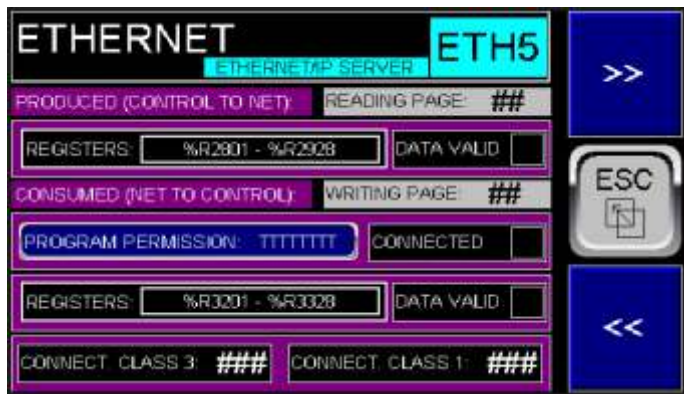 ETHERNET
ETH5
ETHERNET/IP SERVER
>>
PRODUCED (CONTROL TO NET): READING PAGE: ##
REGISTERS: %R2801 - %R2928 DATA VALID
ESC
CONSUMED (NET TO CONTROL): WRITING PAGE: ##
PROGRAM PERMISSION: TTTTTTTT CONNECTED
REGISTERS: %R3201 - %R3328 DATA VALID
<<
CONNECT. CLASS 3: ### CONNECT. CLASS 1: ###